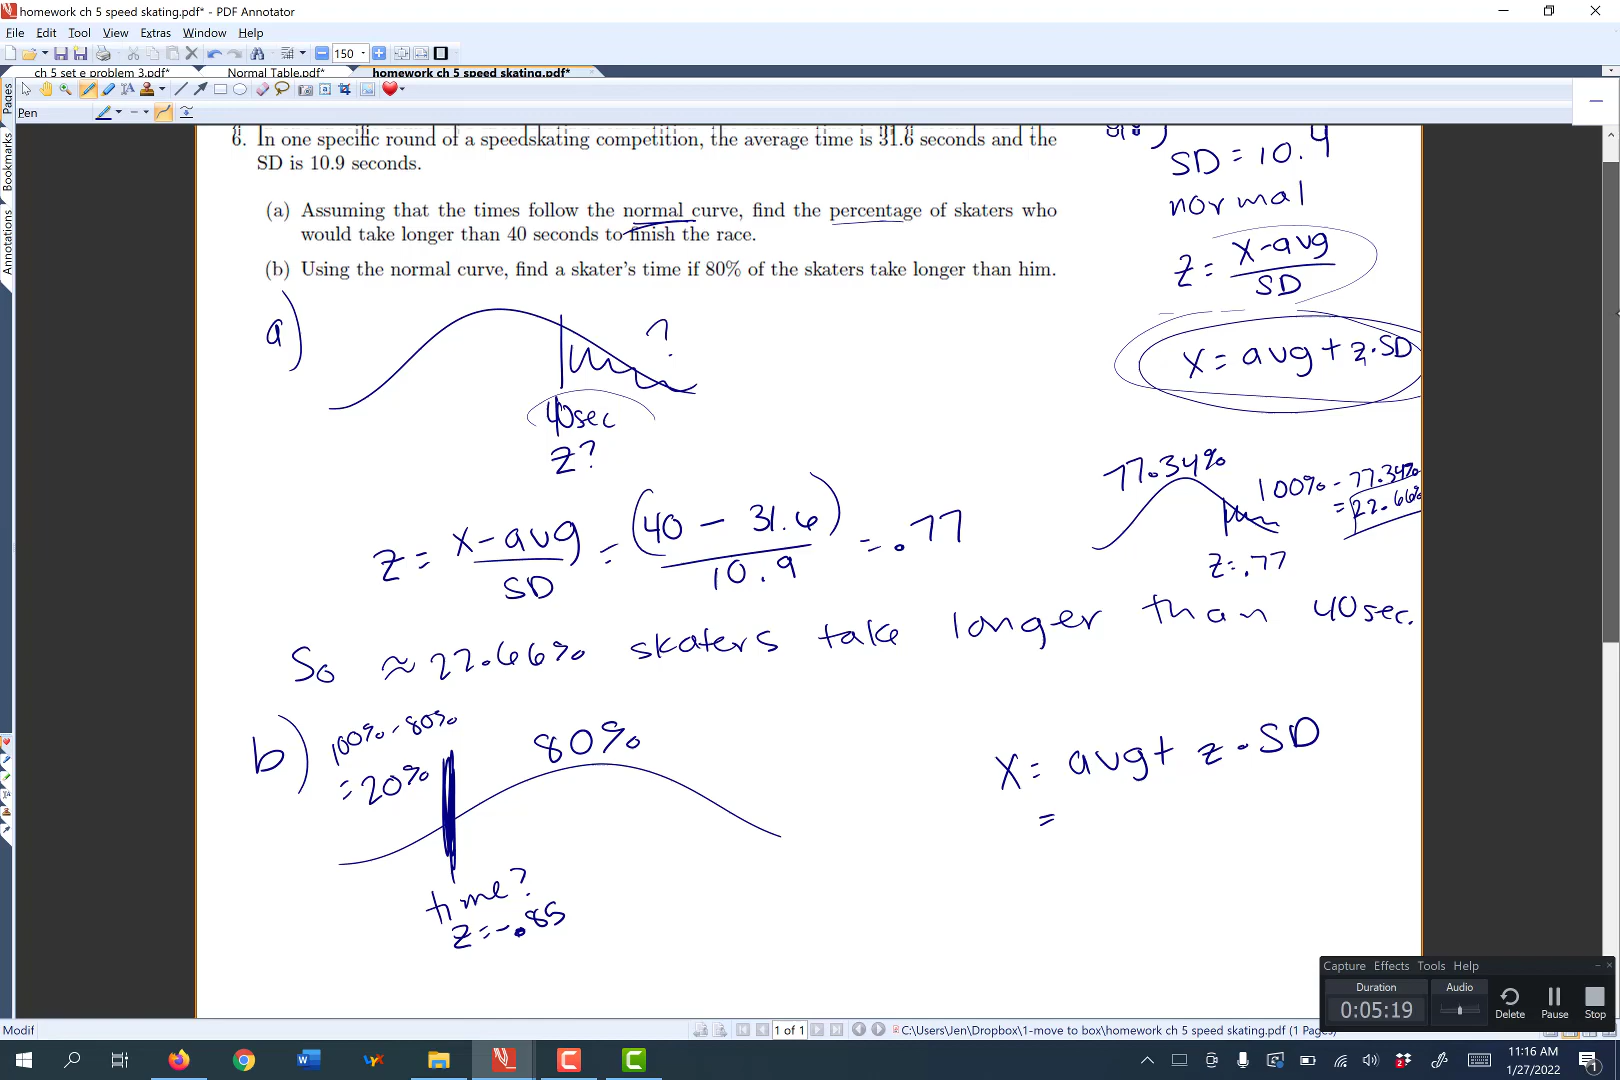 homework ch 5 speed skating.pdf* - PDF Annotator
File Edit Tool View Extras Window Help
150
ch 5 set e problem 3.pdf* Normal Table.pdf* homework ch 5 speed skating.pdf*
Pen
Pages
Bookmarks
Annotations
6. In one specific round of a speedskating competition, the average time is 31.6 seconds and the
SD is 10.9 seconds.
(a) Assuming that the times follow the normal curve, find the percentage of skaters who
would take longer than 40 seconds to finish the race.
(b) Using the normal curve, find a skater's time if 80% of the skaters take longer than him.
SD = 10.9
normal
z = x-avg
SD
x = avg + z·SD
a)
?
40sec
z?
z = x-avg = (40 - 31.6) = .77
SD 10.9
77.34%
100% - 77.34%
= 22.66%
z=.77
So ≈ 22.66% skaters take longer than 40sec.
b)
100% - 80%
= 20%
80%
time?
z=-.85
x = avg + z·SD
=
Capture Effects Tools Help
Duration
0:05:19
Audio
Delete Pause Stop
Modif
1 of 1
C:\Users\Jen\Dropbox\1-move to box\homework ch 5 speed skating.pdf (1 Pages)
11:16 AM
1/27/2022